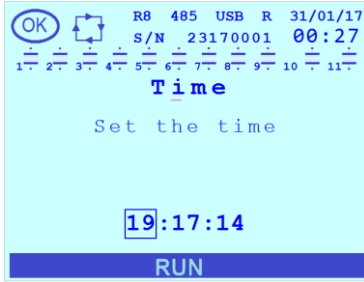 OK R8 485 USB R 31/01/17
S/N 23170001 00:27
1 2 3 4 5 6 7 8 9 10 11
Time
Set the time
19:17:14
RUN